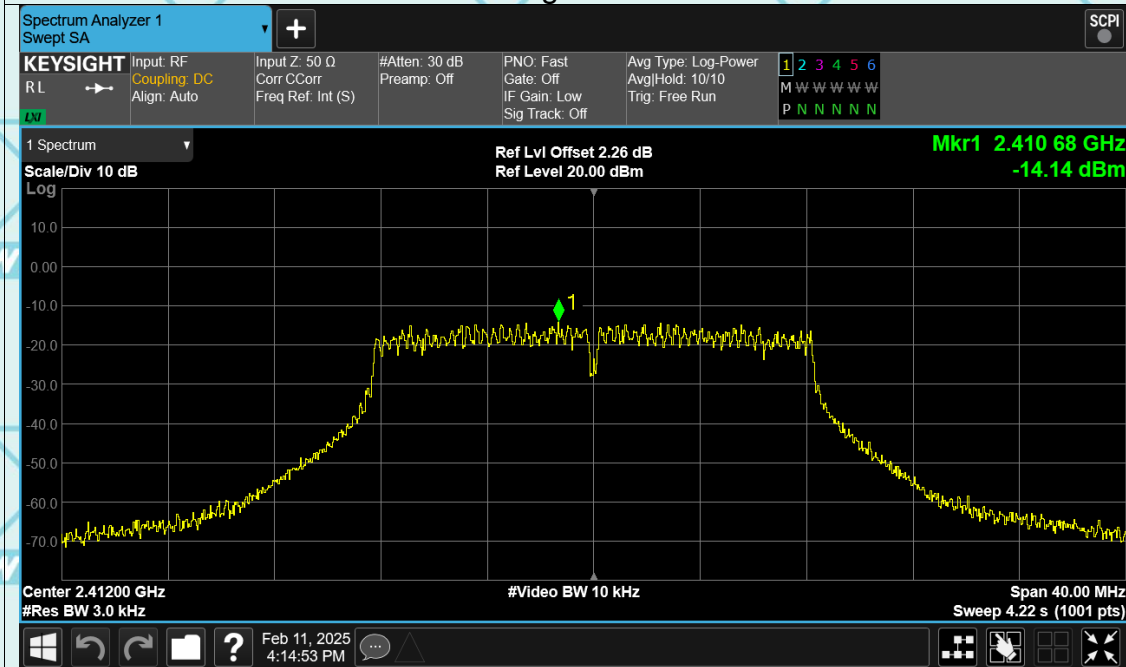 Spectrum Analyzer 1
Swept SA
+
SCPI
KEYSIGHT
RL
LXI
Input: RF
Coupling: DC
Align: Auto
Input Z: 50 Ω
Corr CCorr
Freq Ref: Int (S)
#Atten: 30 dB
Preamp: Off
PNO: Fast
Gate: Off
IF Gain: Low
Sig Track: Off
Avg Type: Log-Power
Avg|Hold: 10/10
Trig: Free Run
1 2 3 4 5 6
M W W W W W
P N N N N N
1 Spectrum
Scale/Div 10 dB
Log
Ref Lvl Offset 2.26 dB
Ref Level 20.00 dBm
Mkr1 2.410 68 GHz
-14.14 dBm
10.0
0.00
-10.0
-20.0
-30.0
-40.0
-50.0
-60.0
-70.0
1
Center 2.41200 GHz
#Res BW 3.0 kHz
#Video BW 10 kHz
Span 40.00 MHz
Sweep 4.22 s (1001 pts)
?
Feb 11, 2025
4:14:53 PM